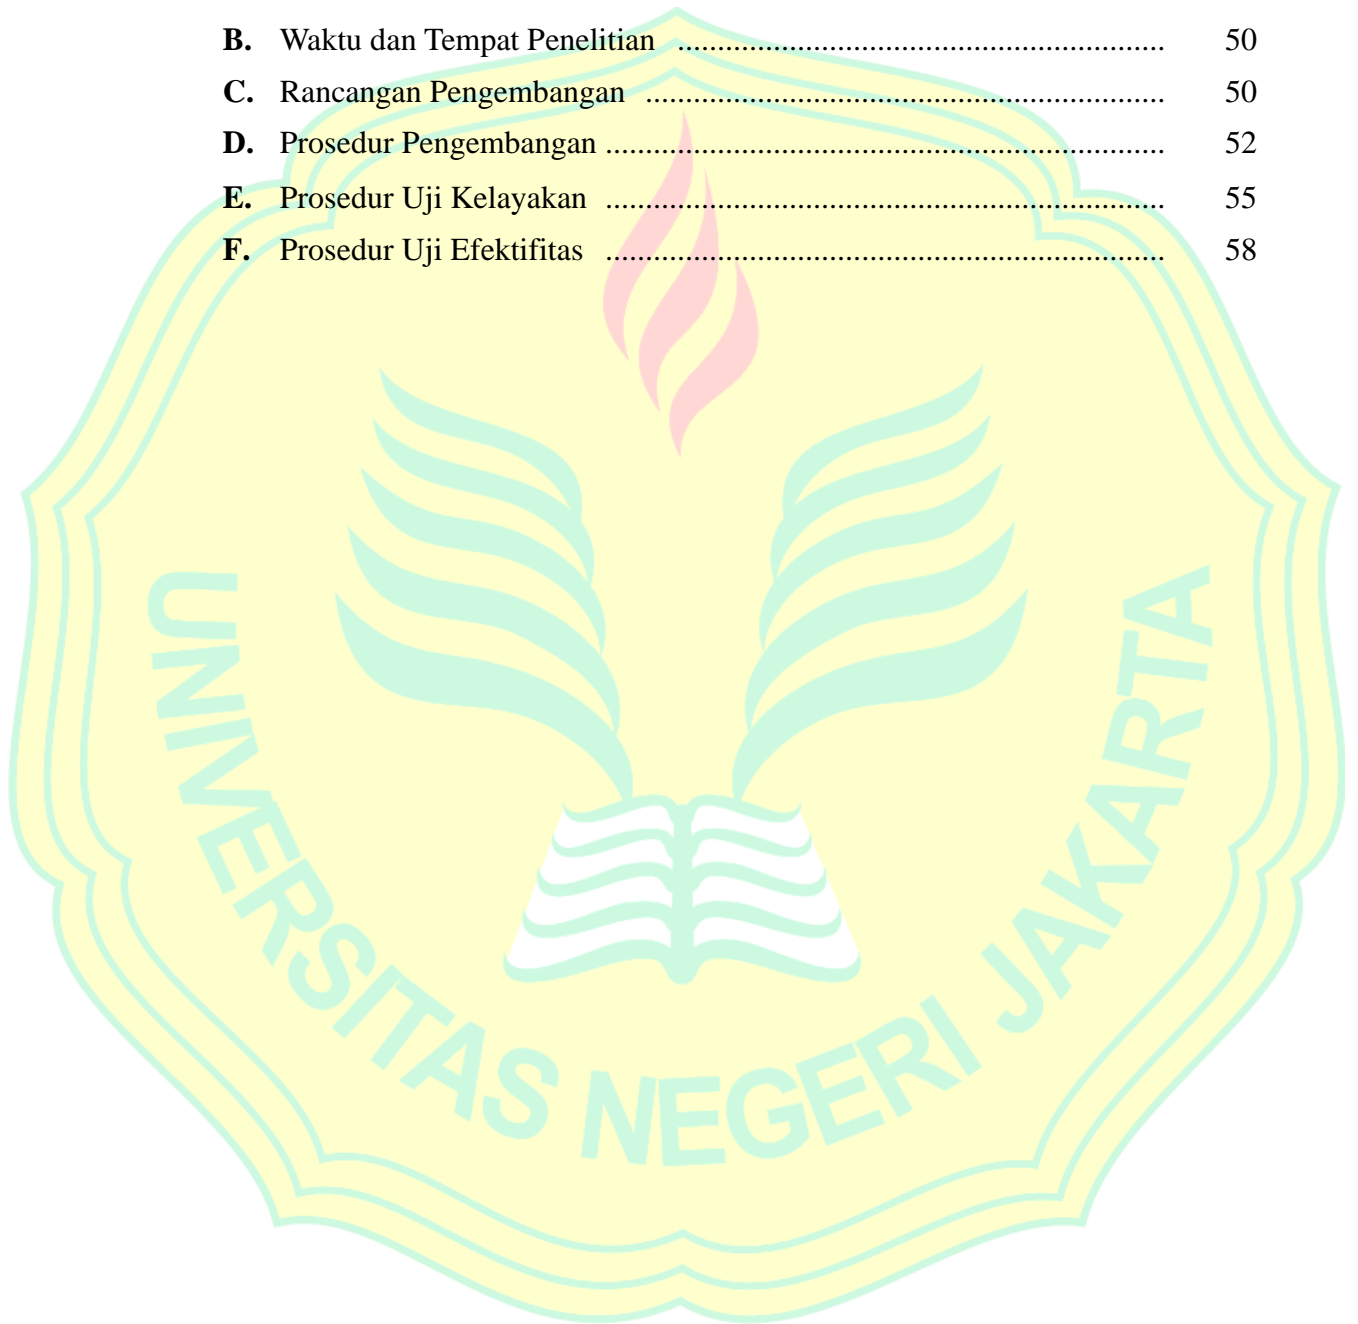 B. Waktu dan Tempat Penelitian ............................................................. 50
C. Rancangan Pengembangan ................................................................. 50
D. Prosedur Pengembangan ...................................................................... 52
E. Prosedur Uji Kelayakan ...................................................................... 55
F. Prosedur Uji Efektifitas ...................................................................... 58
UNIVERSITAS NEGERI JAKARTA